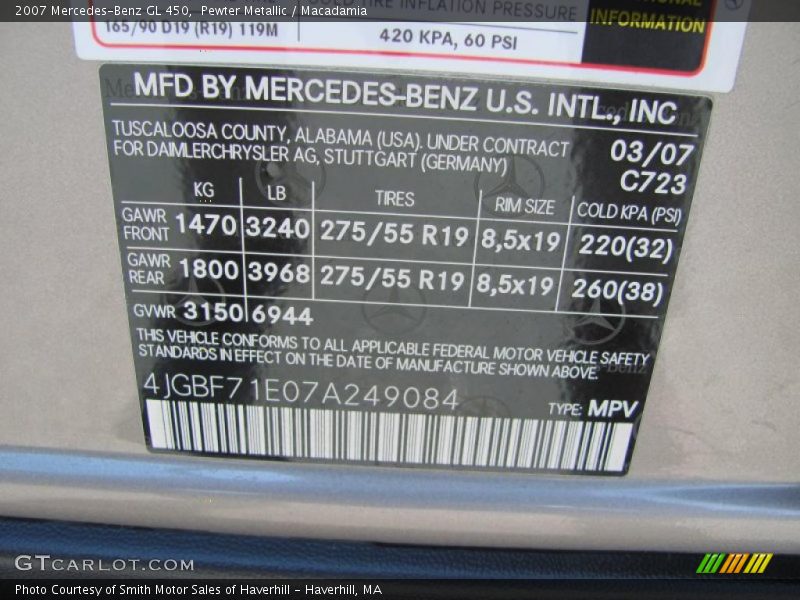 2007 Mercedes-Benz GL 450, Pewter Metallic / Macadamia
TIRE INFLATION PRESSURE
165/90 D19 (R19) 119M
420 KPA, 60 PSI
INFORMATION
MFD BY MERCEDES-BENZ U.S. INTL., INC
TUSCALOOSA COUNTY, ALABAMA (USA). UNDER CONTRACT
FOR DAIMLERCHRYSLER AG, STUTTGART (GERMANY)
03/07
C723
KG LB TIRES RIM SIZE COLD KPA (PSI)
GAWR FRONT 1470 3240 275/55 R19 8,5x19 220(32)
GAWR REAR 1800 3968 275/55 R19 8,5x19 260(38)
GVWR 3150 6944
THIS VEHICLE CONFORMS TO ALL APPLICABLE FEDERAL MOTOR VEHICLE SAFETY
STANDARDS IN EFFECT ON THE DATE OF MANUFACTURE SHOWN ABOVE.
4JGBF71E07A249084
TYPE: MPV
GTCARLOT.COM
Photo Courtesy of Smith Motor Sales of Haverhill – Haverhill, MA